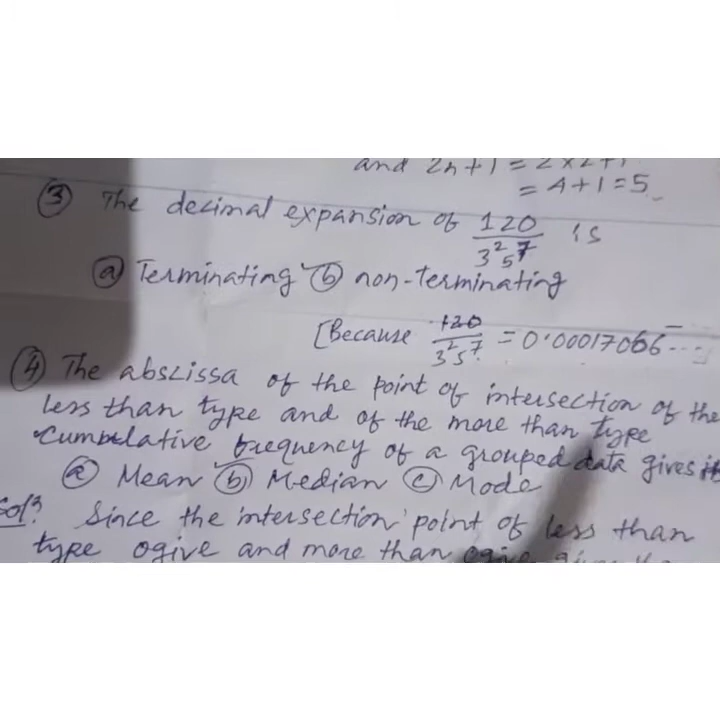 and 2n+1 = 2x2+1
= 4+1=5
③ The decimal expansion of 120/3²5⁷ is
ⓐ Terminating ⓑ non-terminating
[Because 120/3²5⁷ = 0.00017066---]
④ The abscissa of the point of intersection of the
less than type and of the more than type
cumulative frequency of a grouped data gives its
ⓐ Mean ⓑ Median ⓒ Mode
Sol? Since the intersection point of less than
type ogive and more than ogive